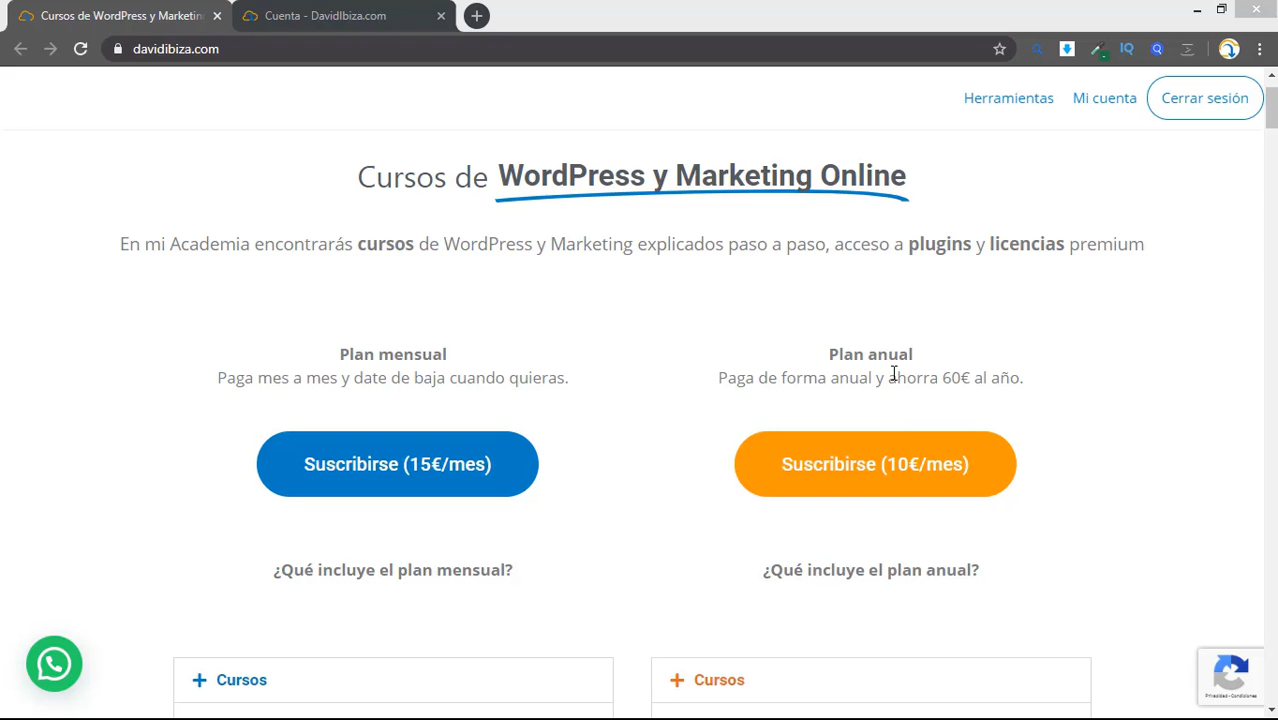 Cursos de WordPress y Marketin
Cuenta - DavidIbiza.com
davidibiza.com
IQ
Herramientas
Mi cuenta
Cerrar sesión
Cursos de WordPress y Marketing Online
En mi Academia encontrarás cursos de WordPress y Marketing explicados paso a paso, acceso a plugins y licencias premium
Plan mensual
Paga mes a mes y date de baja cuando quieras.
Suscribirse (15€/mes)
¿Qué incluye el plan mensual?
Cursos
Plan anual
Paga de forma anual y ahorra 60€ al año.
Suscribirse (10€/mes)
¿Qué incluye el plan anual?
Cursos
Privacidad - Condiciones